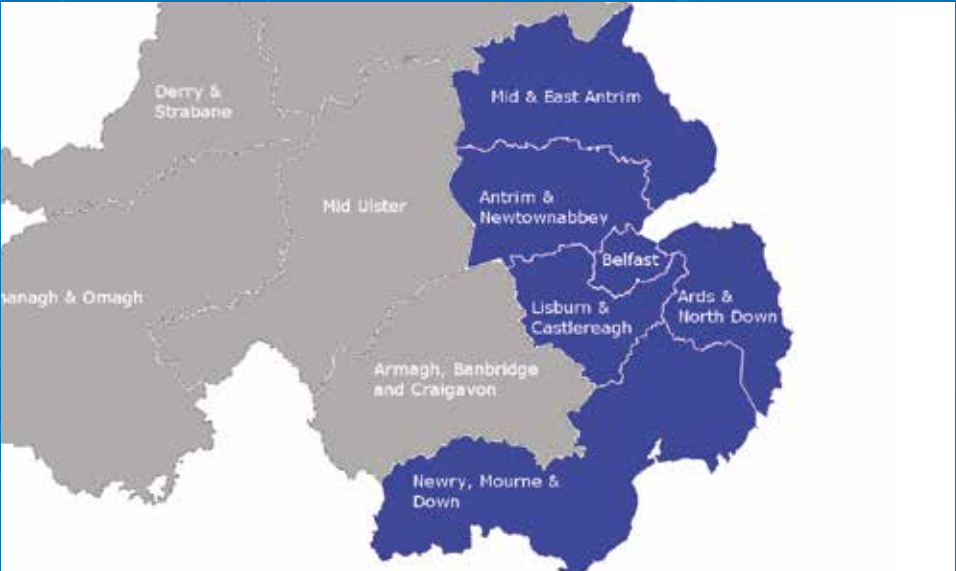 Derry &
Strabane
Mid & East Antrim
Mid Ulster
Antrim &
Newtownabbey
Belfast
& Omagh
Lisburn &
Castlereagh
Ards &
North Down
Armagh, Banbridge
and Craigavon
Newry, Mourne &
Down